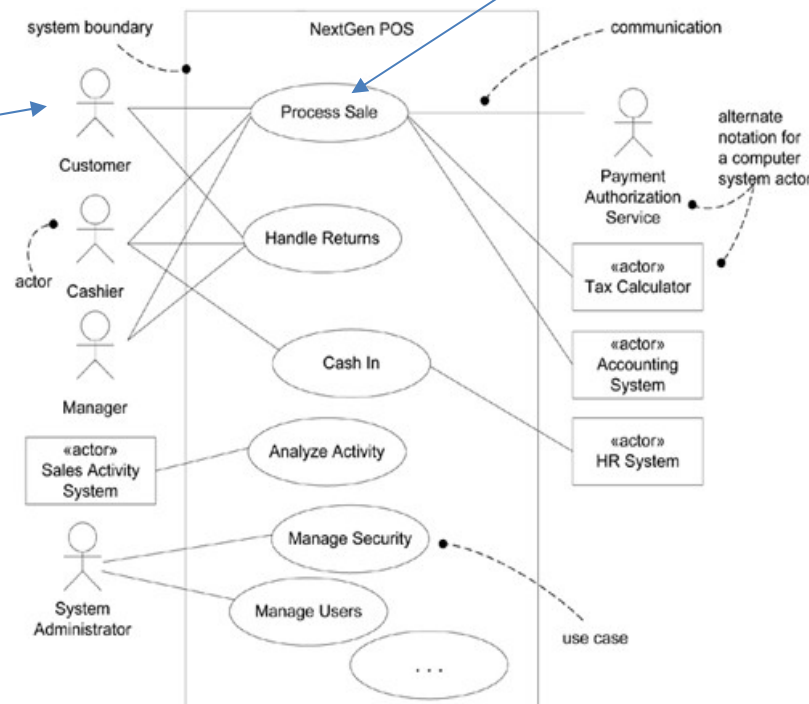 system boundary
NextGen POS
communication
Process Sale
Customer
alternate
notation for
a computer
system actor
Payment
Authorization
Service
Handle Returns
actor
Cashier
«actor»
Tax Calculator
«actor»
Accounting
System
Cash In
Manager
«actor»
HR System
«actor»
Sales Activity
System
Analyze Activity
Manage Security
System
Administrator
Manage Users
use case
. . .